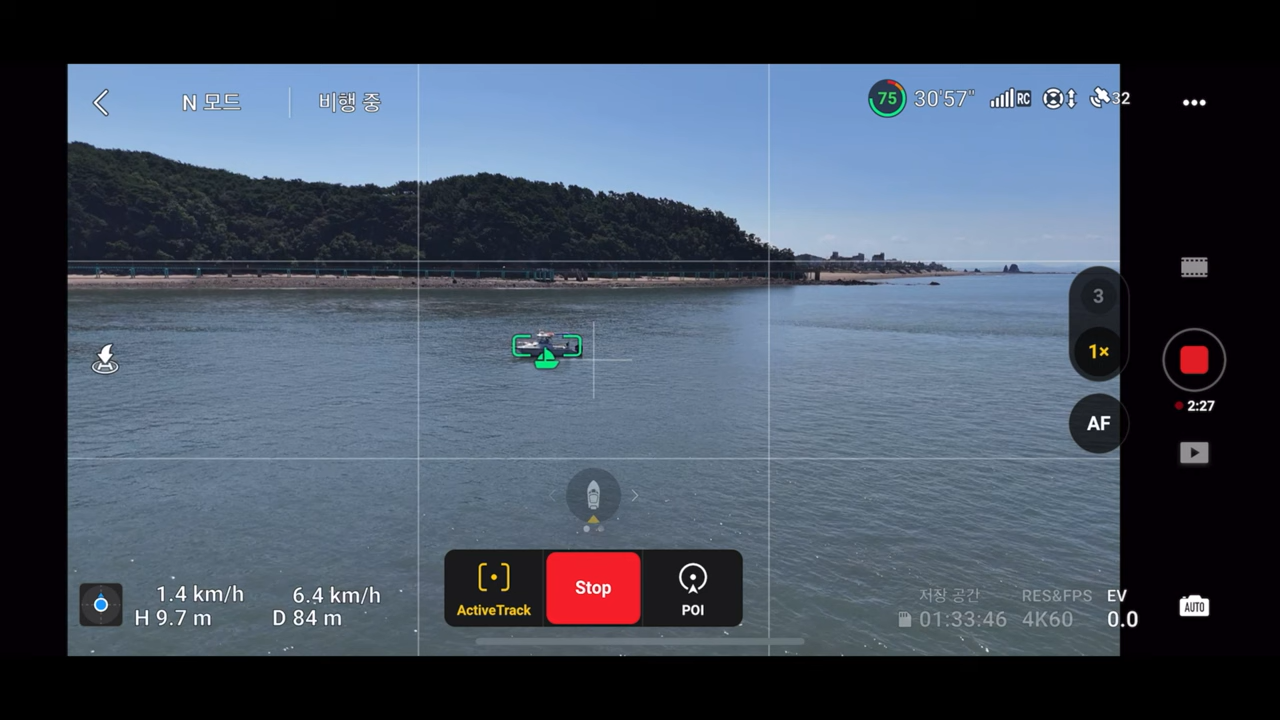 N 모드
비행 중
75
30'57"
RC
32
3
1×
AF
2:27
ActiveTrack
Stop
POI
1.4 km/h
6.4 km/h
H 9.7 m
D 84 m
저장 공간
RES&FPS
EV
01:33:46
4K60
0.0
AUTO